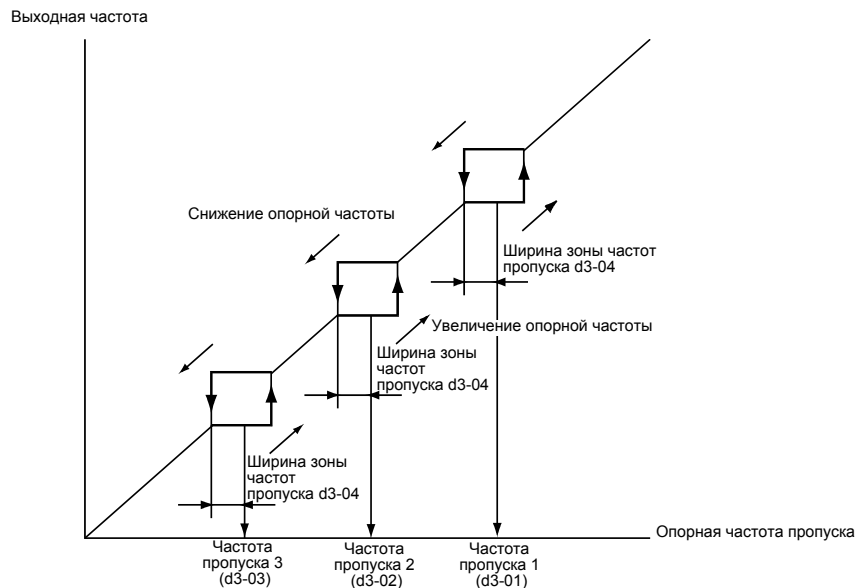 Выходная частота
Снижение опорной частоты
Ширина зоны частот
пропуска d3-04
Увеличение опорной частоты
Ширина зоны
частот
пропуска d3-04
Ширина зоны
частот
пропуска d3-04
Опорная частота пропуска
Частота
пропуска 3
(d3-03)
Частота
пропуска 2
(d3-02)
Частота
пропуска 1
(d3-01)